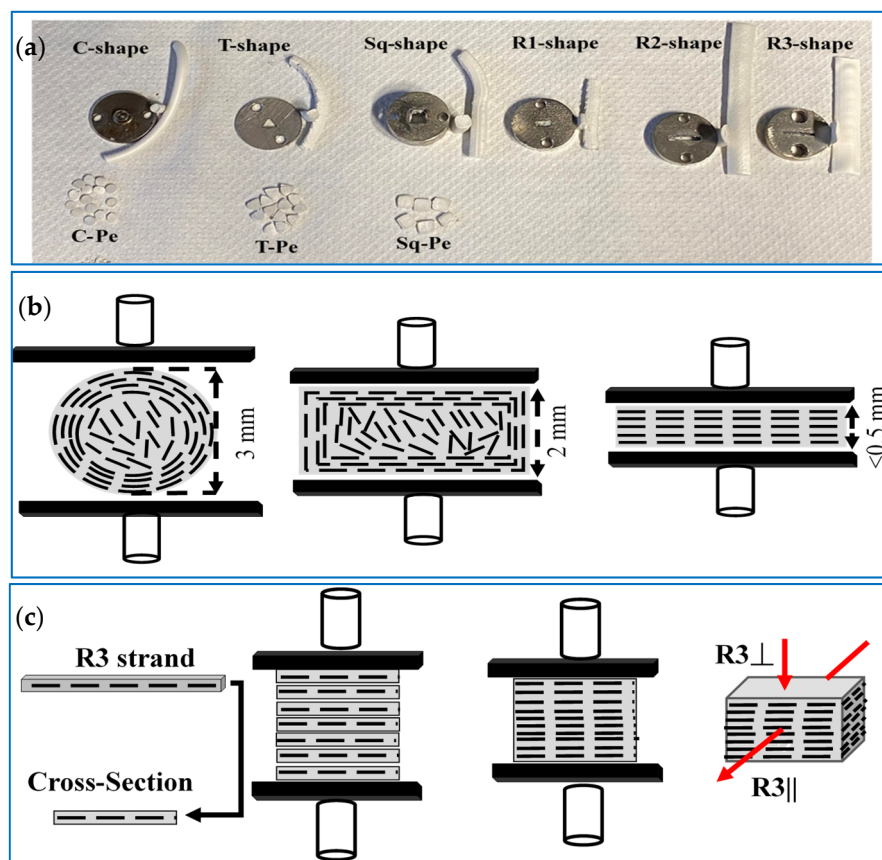 (a)
C-shape T-shape Sq-shape R1-shape R2-shape R3-shape
C-Pe T-Pe Sq-Pe
(b)
3 mm
2 mm
<0.5 mm
(c)
R3 strand
Cross-Section
R3⊥
R3||